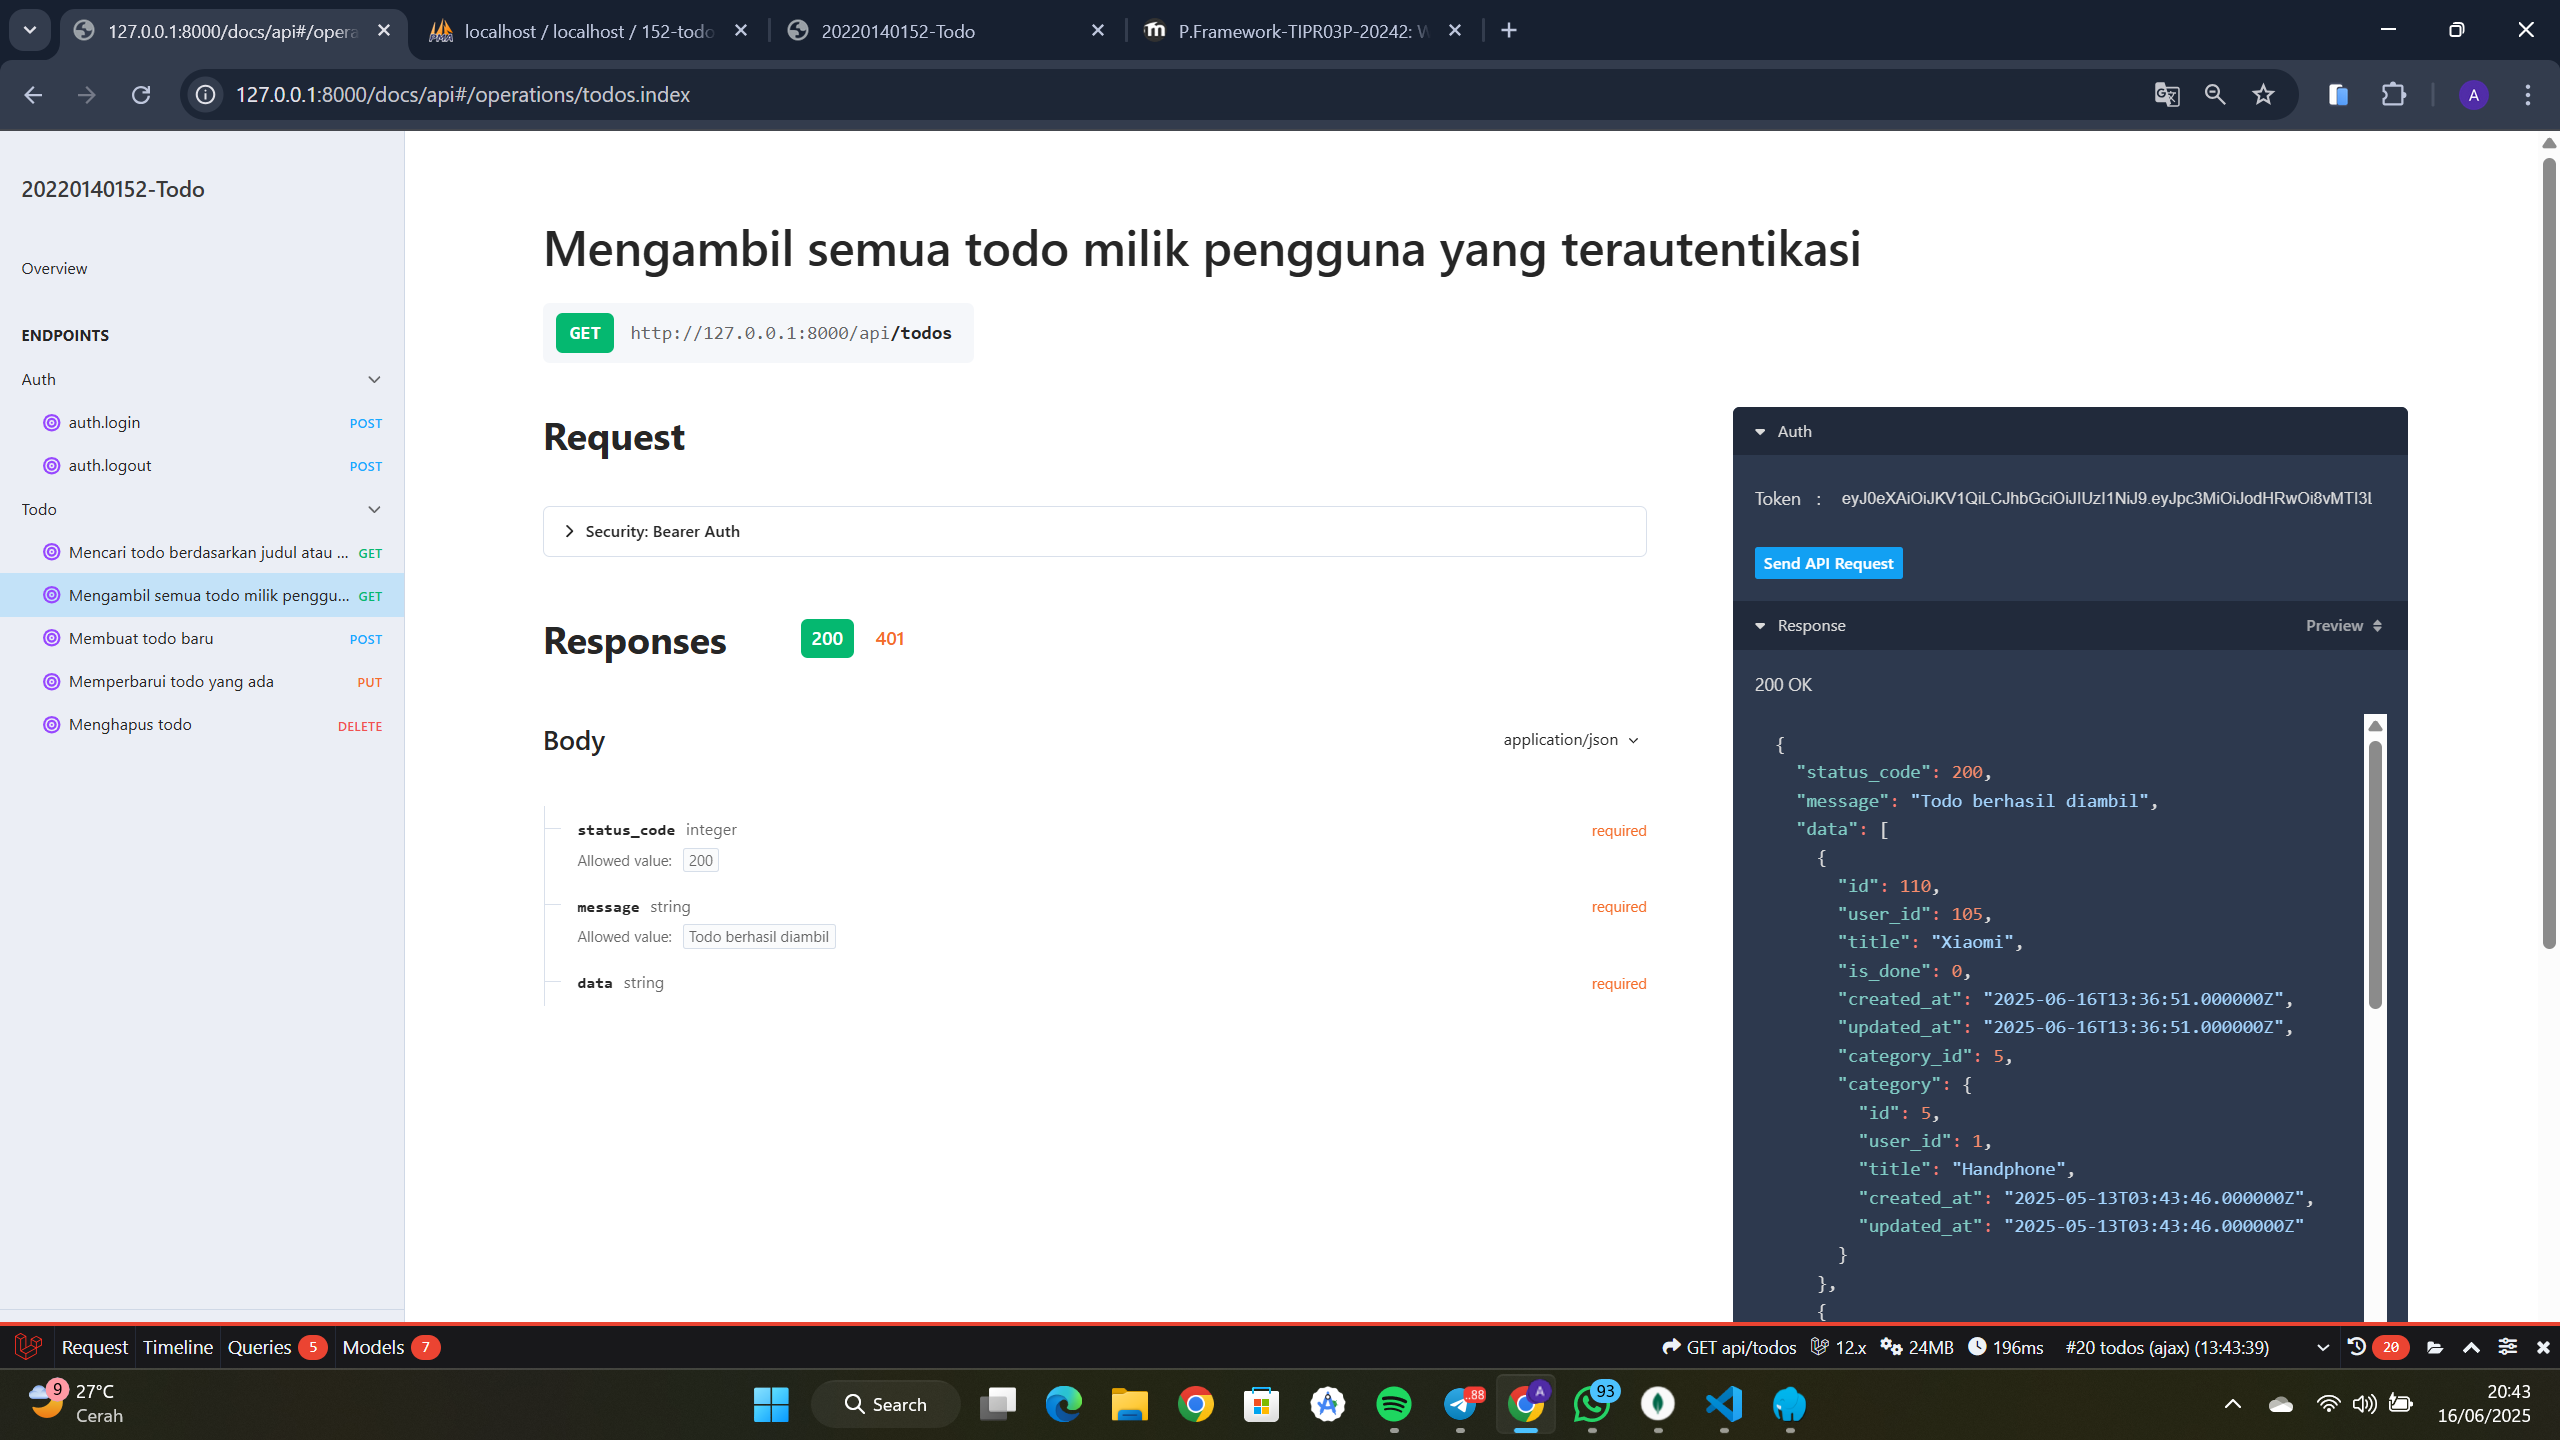 127.0.0.1:8000/docs/api#/opera
localhost / localhost / 152-todo
20220140152-Todo
P.Framework-TIPR03P-20242: W
127.0.0.1:8000/docs/api#/operations/todos.index
A
20220140152-Todo
Overview
ENDPOINTS
Auth
auth.login POST
auth.logout POST
Todo
Mencari todo berdasarkan judul atau ... GET
Mengambil semua todo milik penggu... GET
Membuat todo baru POST
Memperbarui todo yang ada PUT
Menghapus todo DELETE
Mengambil semua todo milik pengguna yang terautentikasi
GET http://127.0.0.1:8000/api/todos
Request
Security: Bearer Auth
Responses 200 401
Body application/json
status_code integer required
Allowed value: 200
message string required
Allowed value: Todo berhasil diambil
data string required
Auth
Token : eyJ0eXAiOiJKV1QiLCJhbGciOiJIUzI1NiJ9.eyJpc3MiOiJodHRwOi8vMTI3L
Send API Request
Response Preview
200 OK
{
"status_code": 200,
"message": "Todo berhasil diambil",
"data": [
{
"id": 110,
"user_id": 105,
"title": "Xiaomi",
"is_done": 0,
"created_at": "2025-06-16T13:36:51.000000Z",
"updated_at": "2025-06-16T13:36:51.000000Z",
"category_id": 5,
"category": {
"id": 5,
"user_id": 1,
"title": "Handphone",
"created_at": "2025-05-13T03:43:46.000000Z",
"updated_at": "2025-05-13T03:43:46.000000Z"
}
},
{
Request Timeline Queries 5 Models 7 GET api/todos 12.x 24MB 196ms #20 todos (ajax) (13:43:39) 20
9 27°C
Cerah
Search
..88
A
93
20:43
16/06/2025